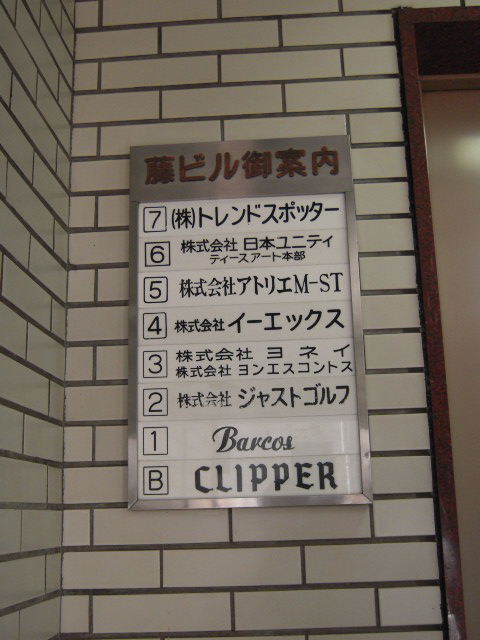 藤ビル御案内
7 (株)トレンドスポッター
6 株式会社 日本ユニティ
ティースアート本部
5 株式会社アトリエM-ST
4 株式会社 イーエックス
3 株式会社 ヨネイ
株式会社 ヨンエスコントス
2 株式会社 ジャストゴルフ
1 Barcos
B CLIPPER